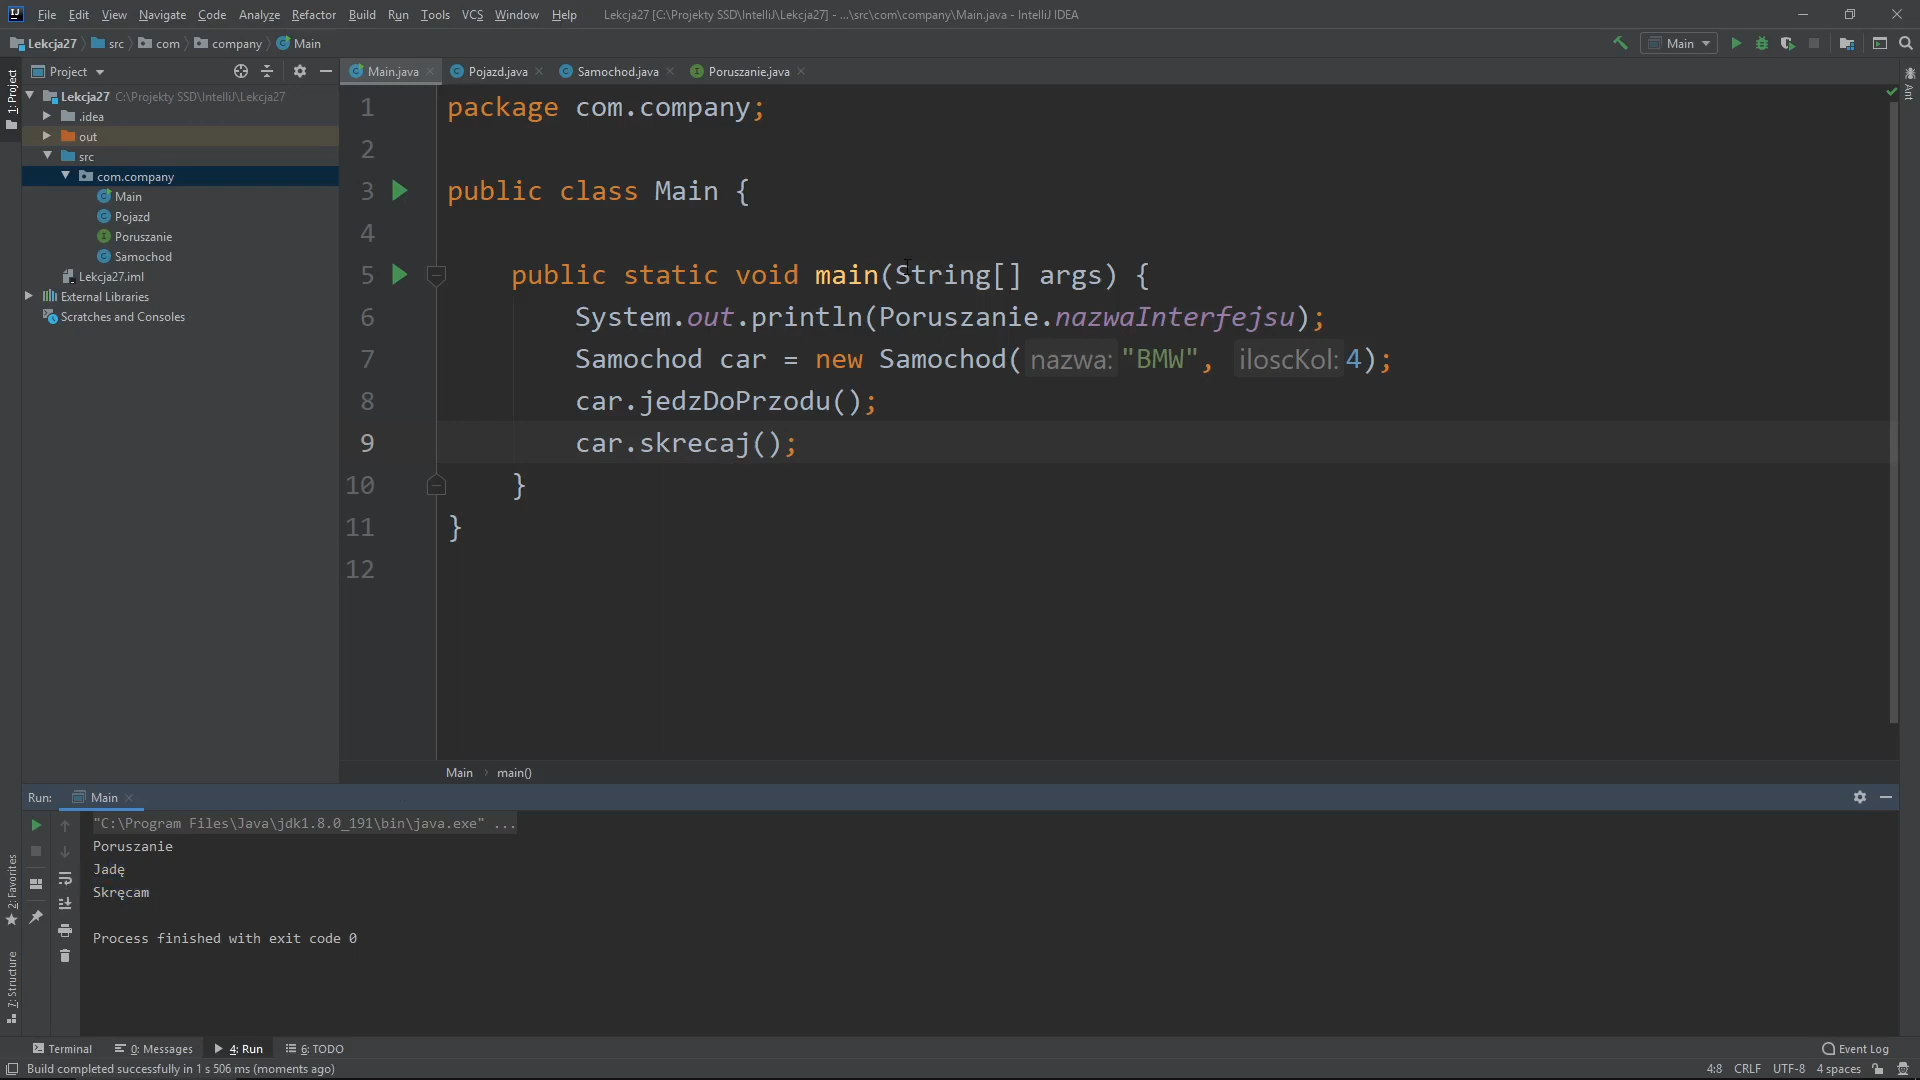 File Edit View Navigate Code Analyze Refactor Build Run Tools VCS Window Help Lekcja27 [C:\Projekty SSD\IntelliJ\Lekcja27] - ...\src\com\company\Main.java - IntelliJ IDEA
Lekcja27 src com company Main Main
Project Main.java Pojazd.java Samochod.java Poruszanie.java
1: Project
Ant
Lekcja27 C:\Projekty SSD\IntelliJ\Lekcja27
.idea
out
src
com.company
Main
Pojazd
Poruszanie
Samochod
Lekcja27.iml
External Libraries
Scratches and Consoles
1 package com.company;
2
3 public class Main {
4
5 public static void main(String[] args) {
6 System.out.println(Poruszanie.nazwaInterfejsu);
7 Samochod car = new Samochod( nazwa: "BMW", iloscKol: 4);
8 car.jedzDoPrzodu();
9 car.skrecaj();
10 }
11 }
12
Main › main()
Run: Main
"C:\Program Files\Java\jdk1.8.0_191\bin\java.exe" ...
Poruszanie
Jadę
Skręcam
Process finished with exit code 0
2: Favorites
7: Structure
Terminal 0: Messages 4: Run 6: TODO Event Log
Build completed successfully in 1 s 506 ms (moments ago) 4:8 CRLF UTF-8 4 spaces